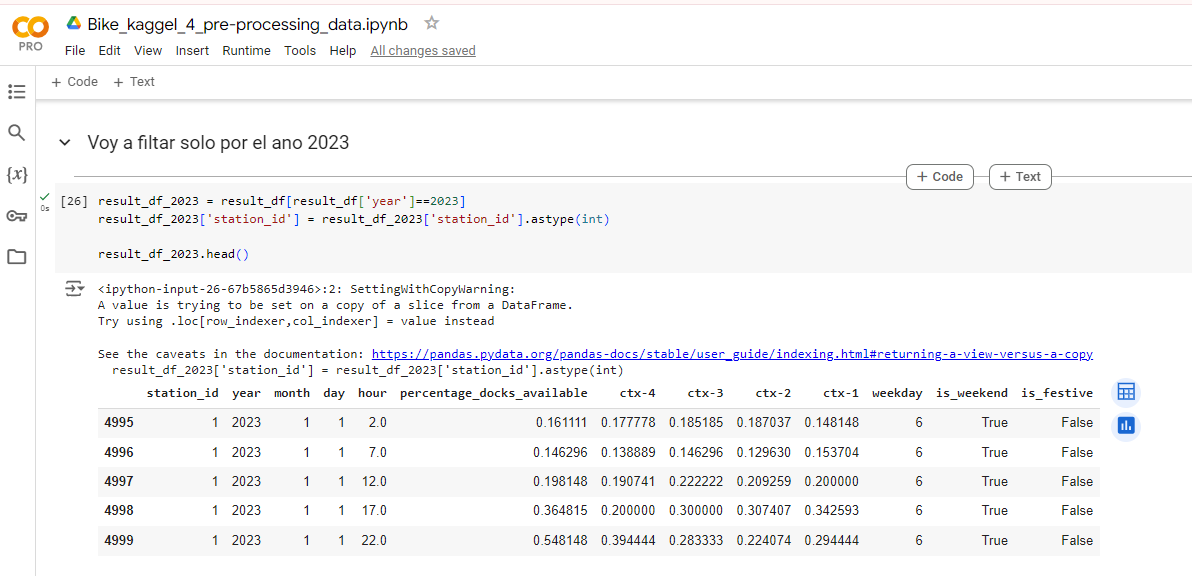 Bike_kaggel_4_pre-processing_data.ipynb
PRO
File Edit View Insert Runtime Tools Help All changes saved
+ Code + Text
Voy a filtar solo por el ano 2023
+ Code + Text
{x}
0s
[26] result_df_2023 = result_df[result_df['year']==2023]
result_df_2023['station_id'] = result_df_2023['station_id'].astype(int)
result_df_2023.head()
<ipython-input-26-67b5865d3946>:2: SettingWithCopyWarning:
A value is trying to be set on a copy of a slice from a DataFrame.
Try using .loc[row_indexer,col_indexer] = value instead
See the caveats in the documentation: https://pandas.pydata.org/pandas-docs/stable/user_guide/indexing.html#returning-a-view-versus-a-copy
result_df_2023['station_id'] = result_df_2023['station_id'].astype(int)
station_id year month day hour percentage_docks_available ctx-4 ctx-3 ctx-2 ctx-1 weekday is_weekend is_festive
4995 1 2023 1 1 2.0 0.161111 0.177778 0.185185 0.187037 0.148148 6 True False
4996 1 2023 1 1 7.0 0.146296 0.138889 0.146296 0.129630 0.153704 6 True False
4997 1 2023 1 1 12.0 0.198148 0.190741 0.222222 0.209259 0.200000 6 True False
4998 1 2023 1 1 17.0 0.364815 0.200000 0.300000 0.307407 0.342593 6 True False
4999 1 2023 1 1 22.0 0.548148 0.394444 0.283333 0.224074 0.294444 6 True False